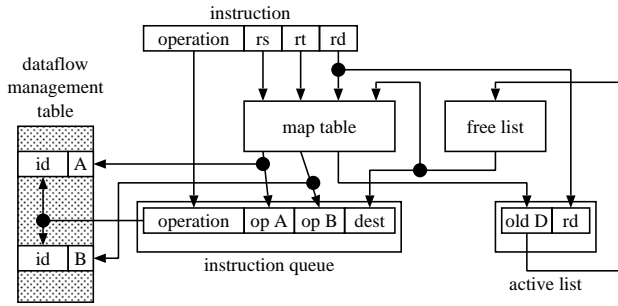 instruction
operation rs rt rd
dataflow
management
table
map table
free list
id A
operation op A op B dest
old D rd
id B
instruction queue
active list